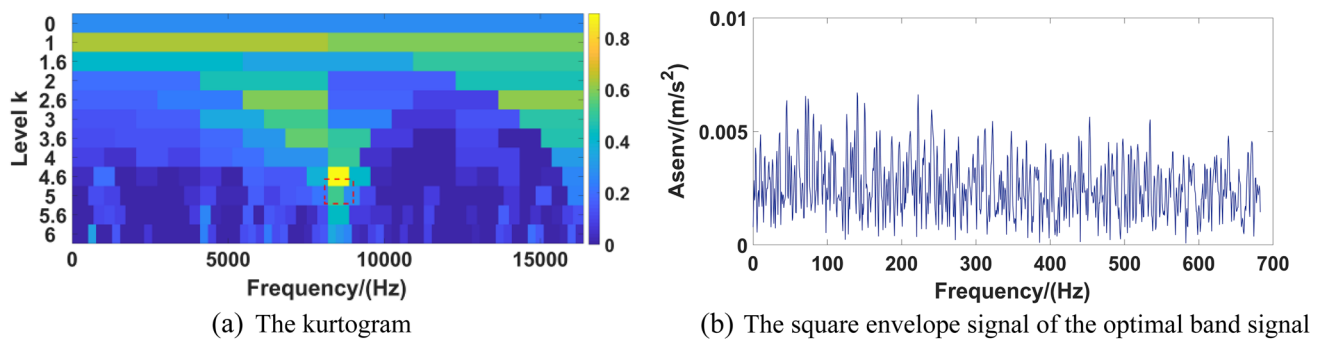 0
1
1.6
2
2.6
3
3.6
4
4.6
5
5.6
6
Level k
0 5000 10000 15000
Frequency/(Hz)
0.8
0.6
0.4
0.2
0
(a) The kurtogram
0.01
0.005
0
Asenv/(m/s²)
0 100 200 300 400 500 600 700
Frequency/(Hz)
(b) The square envelope signal of the optimal band signal